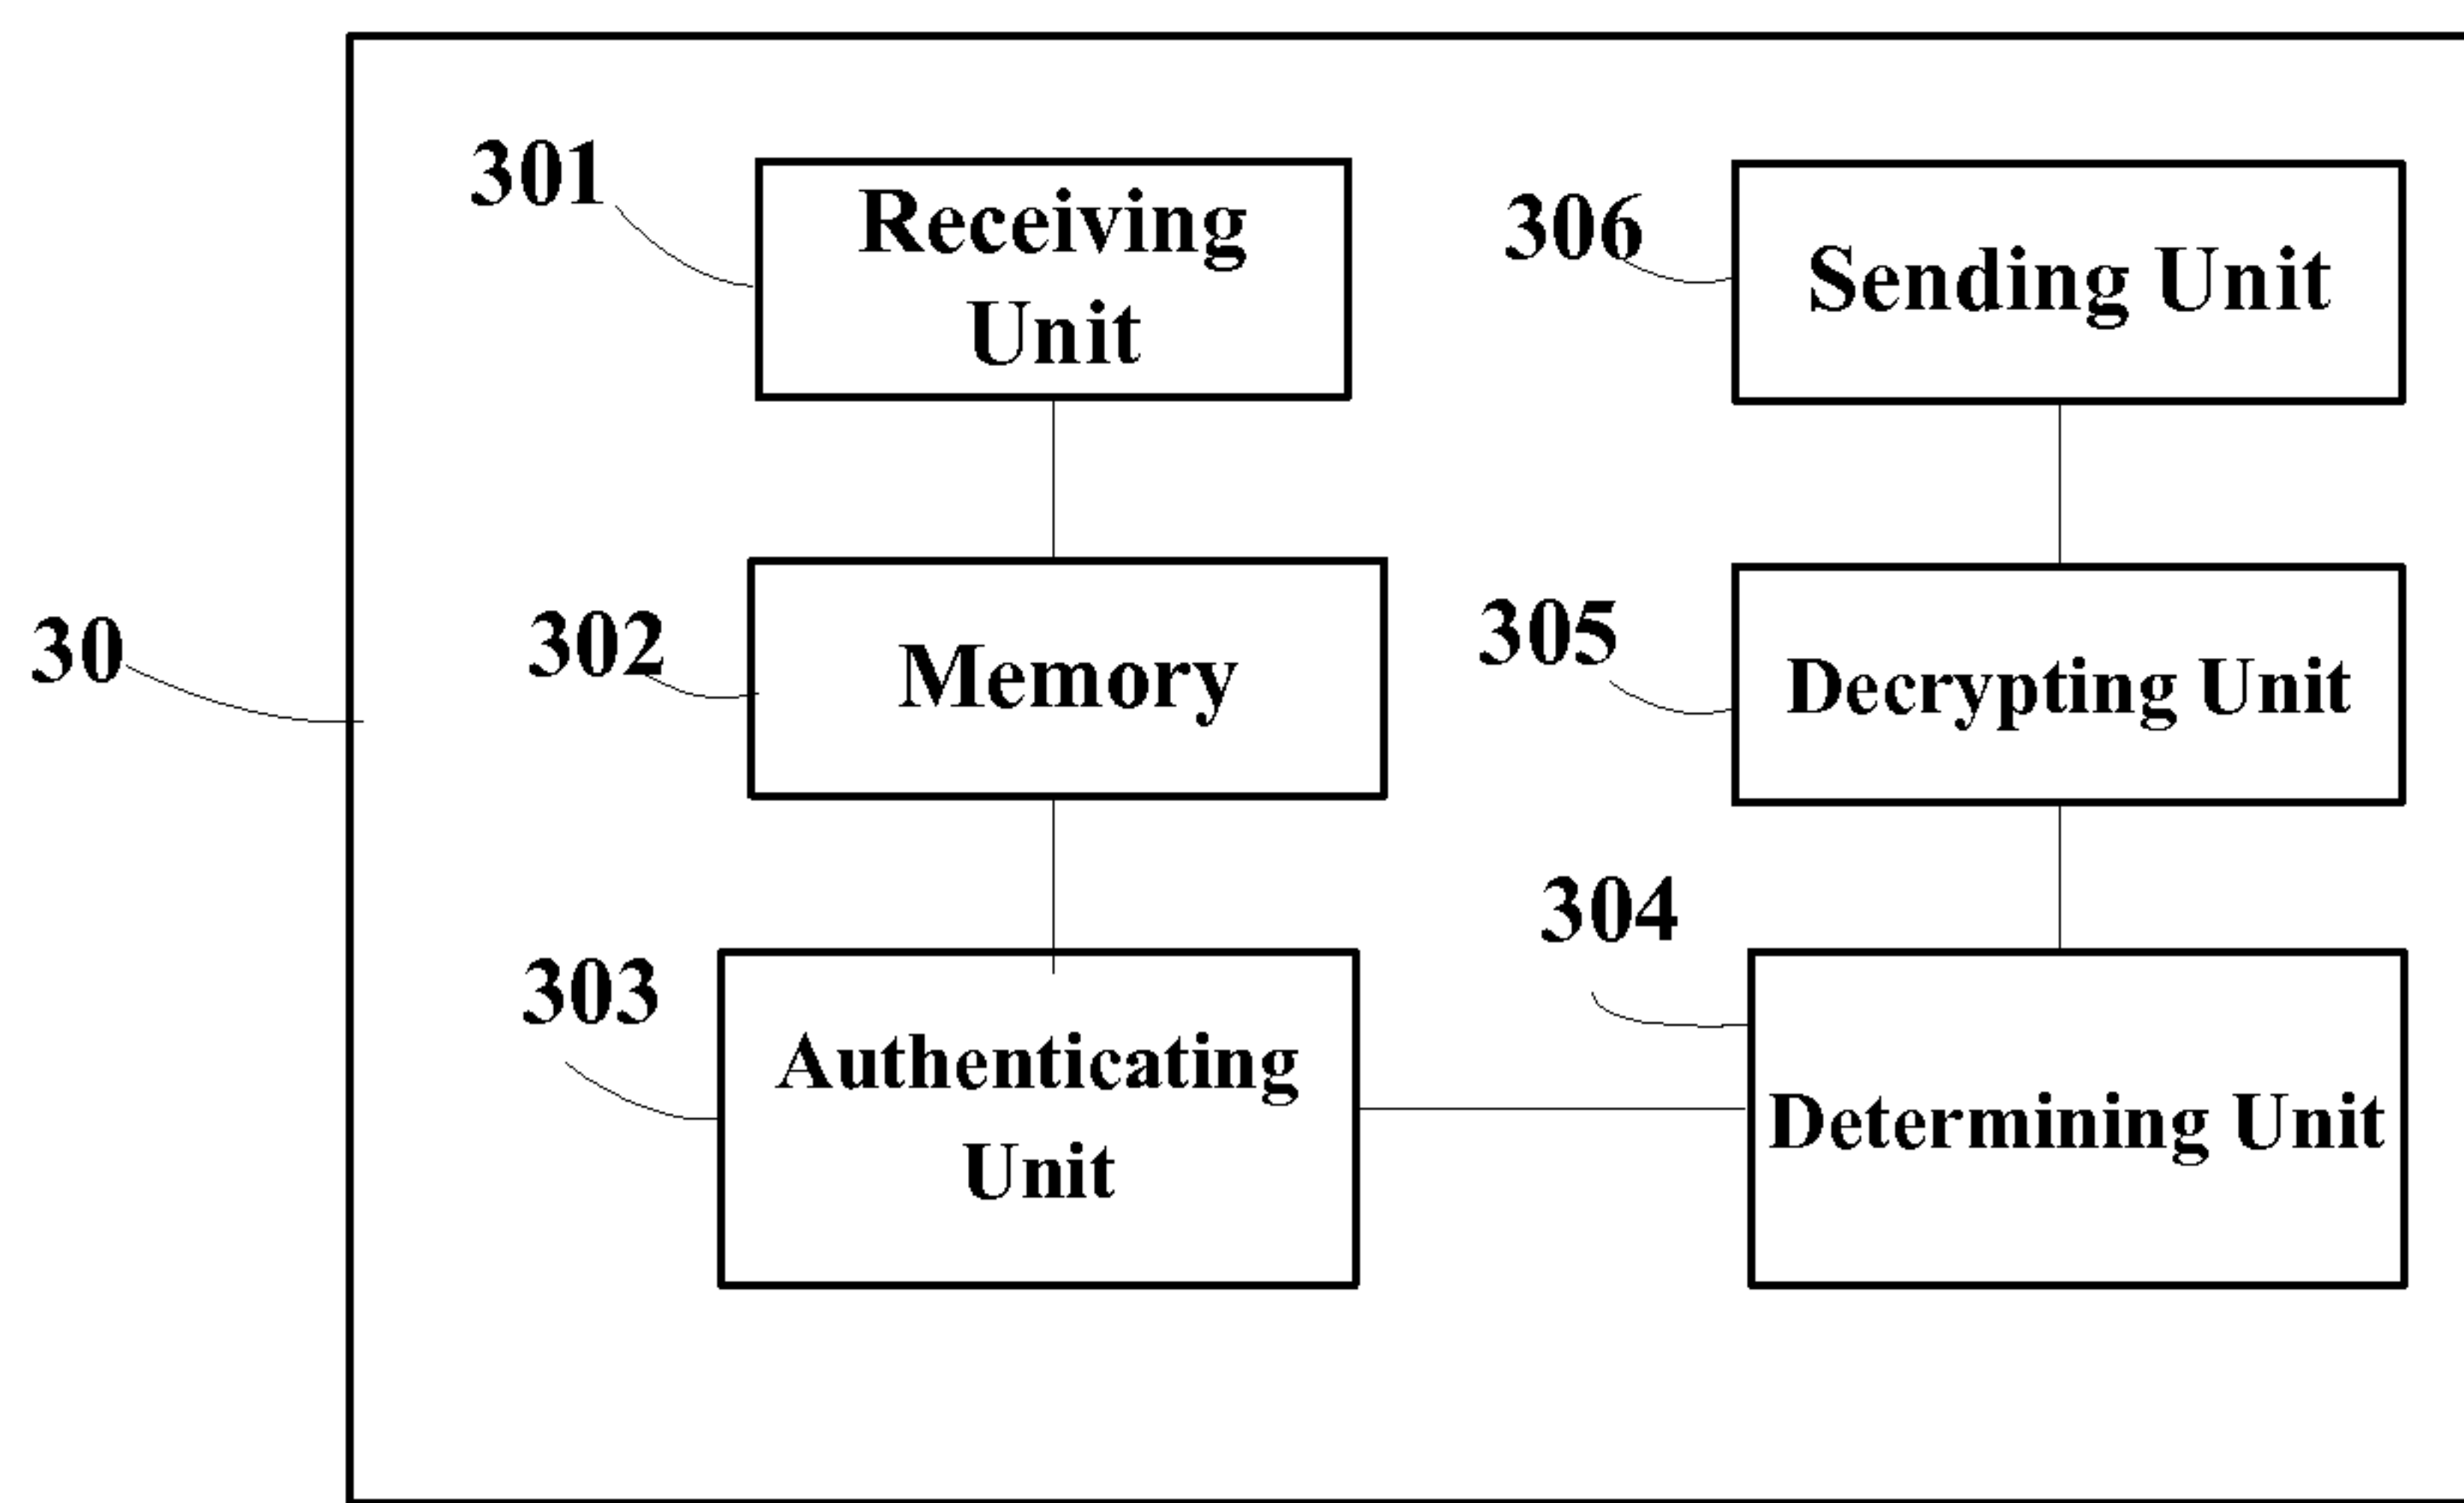 301
Receiving
Unit
306
Sending Unit
30
302
Memory
305
Decrypting Unit
303
Authenticating
Unit
304
Determining Unit